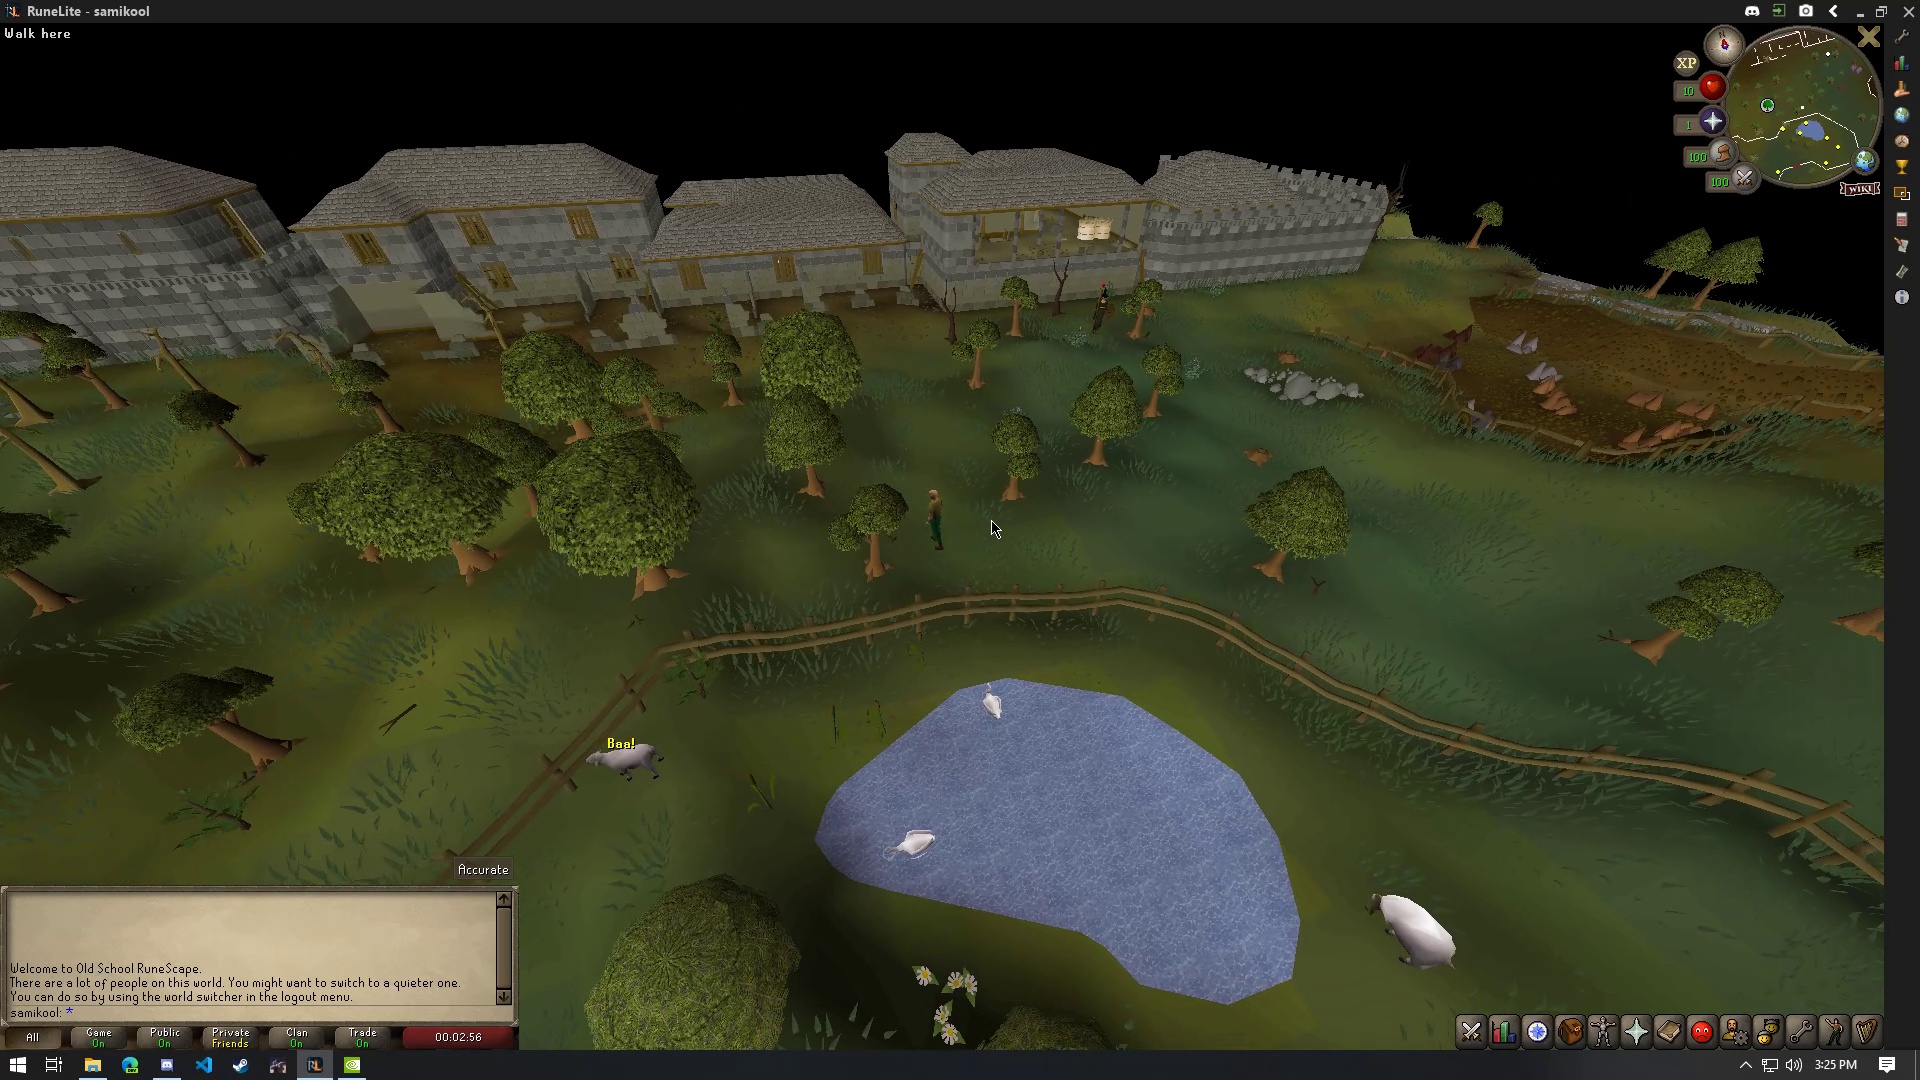 RuneLite - samikool
Walk here
N
XP
10
1
100
100
WIKI
Baa!
Accurate
Welcome to Old School RuneScape.
There are a lot of people on this world. You might want to switch to a quieter one.
You can do so by using the world switcher in the logout menu.
samikool: *
All
Game
On
Public
On
Private
Friends
Clan
On
Trade
On
00:02:56
3:25 PM